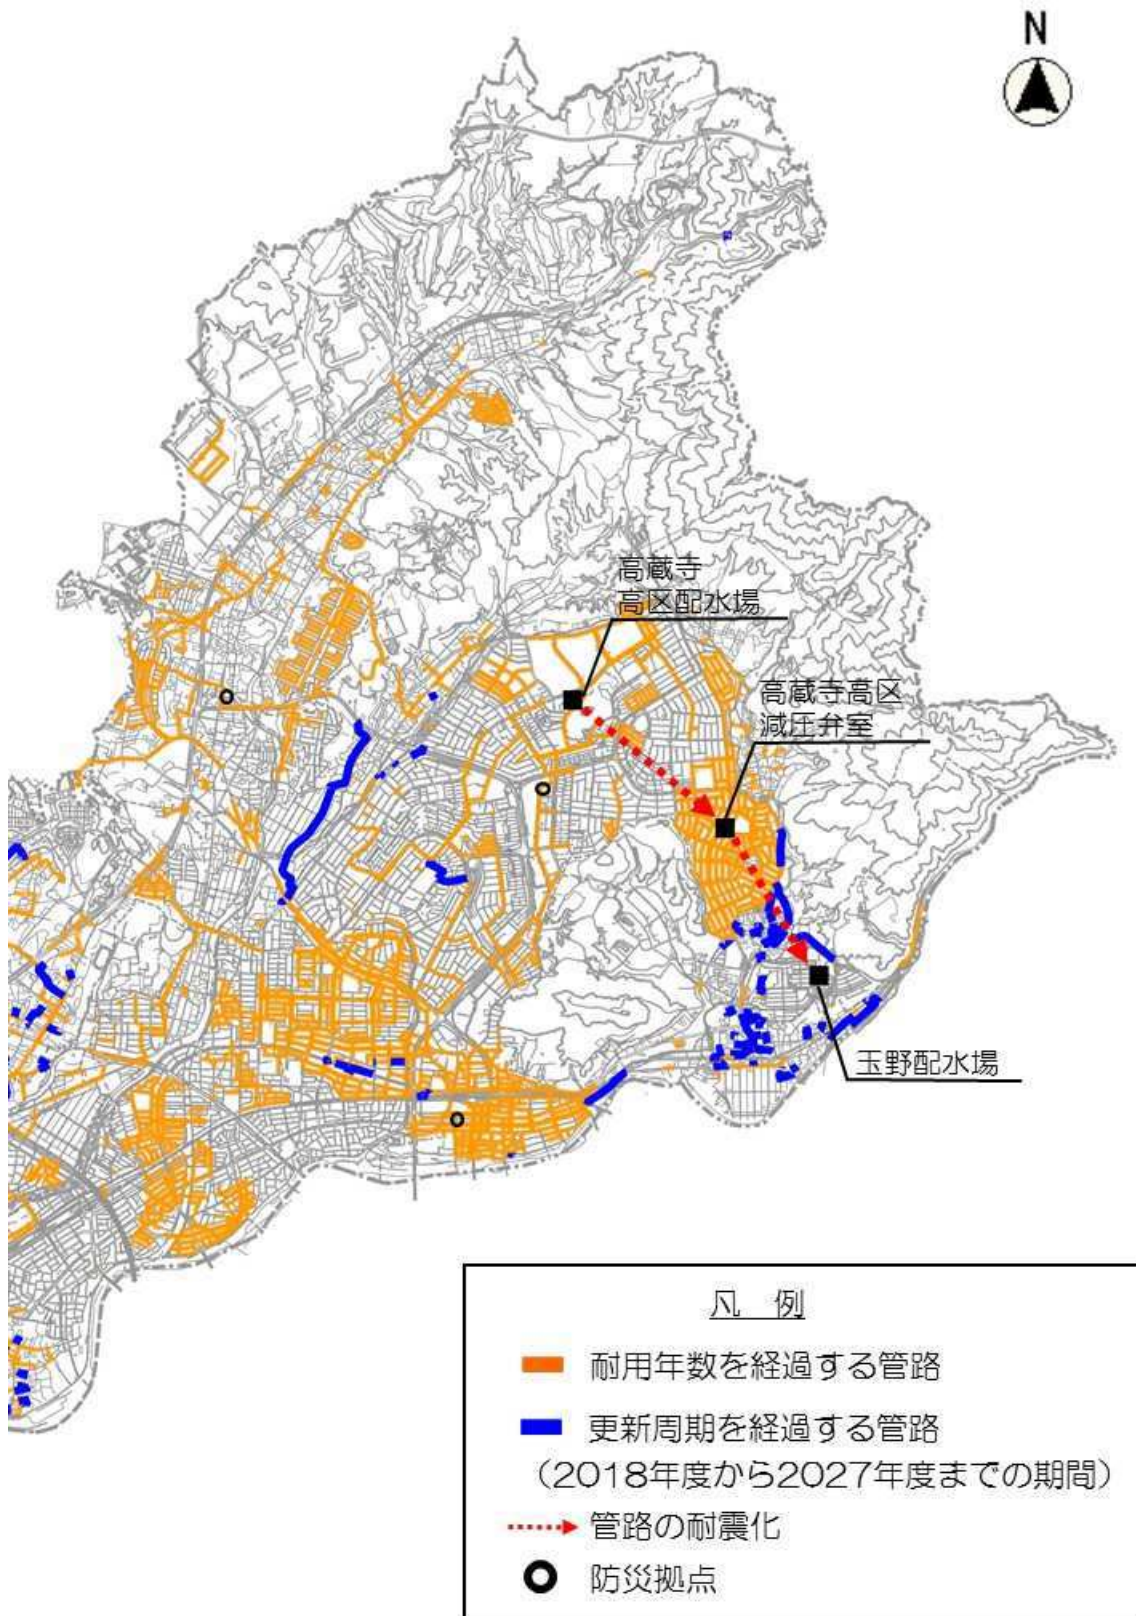 N
高蔵寺
高区配水場
高蔵寺高区
減圧弁室
玉野配水場
凡 例
耐用年数を経過する管路
更新周期を経過する管路
（2018年度から2027年度までの期間）
管路の耐震化
防災拠点